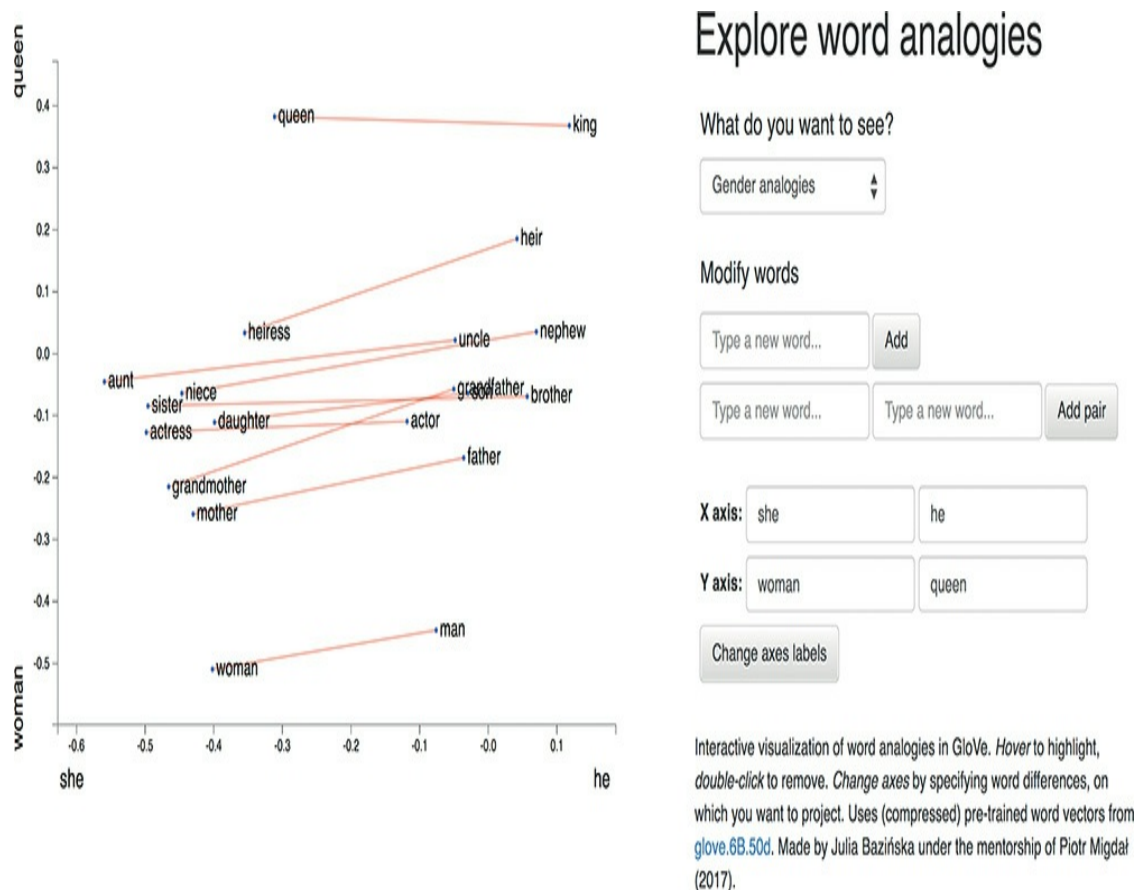 Explore word analogies
What do you want to see?
Gender analogies
Modify words
Type a new word...
Add
Type a new word...
Type a new word...
Add pair
X axis: she he
Y axis: woman queen
Change axes labels
Interactive visualization of word analogies in GloVe. Hover to highlight,
double-click to remove. Change axes by specifying word differences, on
which you want to project. Uses (compressed) pre-trained word vectors from
glove.6B.50d. Made by Julia Bazińska under the mentorship of Piotr Migdał
(2017).
queen
0.4
0.3
0.2
0.1
0.0
-0.1
-0.2
-0.3
-0.4
-0.5
woman
queen
king
heir
heiress
uncle
nephew
aunt
niece
sister
grandfather
son
brother
daughter
actress
actor
father
grandmother
mother
man
woman
-0.6
-0.5
-0.4
-0.3
-0.2
-0.1
-0.0
0.1
she
he